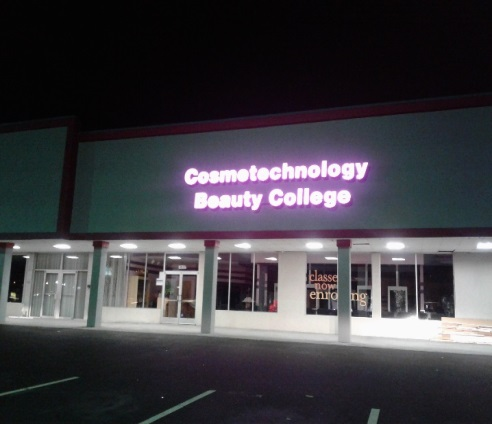 Cosmetechnology
Beauty College
classes
now
enrolling